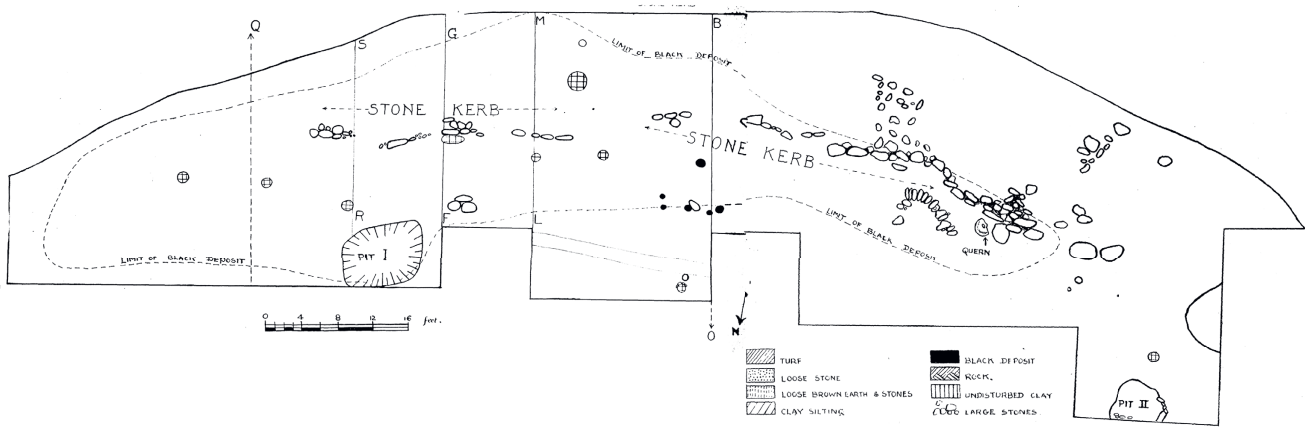 Q
S
G
M
B
LIMIT OF BLACK DEPOSIT
STONE KERB
STONE KERB
R
F
L
LIMIT OF BLACK DEPOSIT
QUERN
PIT I
LIMIT OF BLACK DEPOSIT
0 4 8 12 16 feet.
O
N
TURF
LOOSE STONE
LOOSE BROWN EARTH & STONES
CLAY SILTING
BLACK DEPOSIT
ROCK.
UNDISTURBED CLAY
LARGE STONES
PIT II